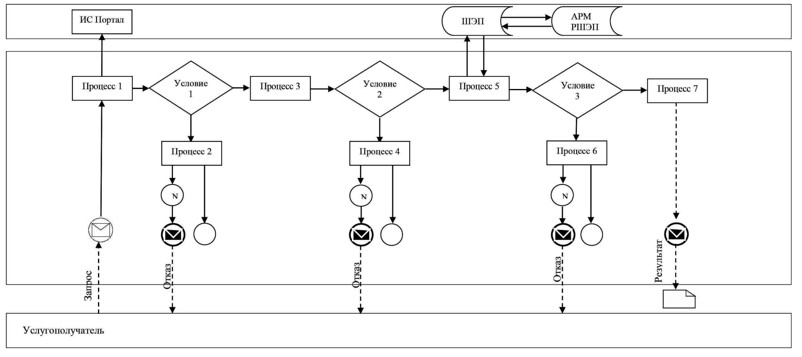 ИС Портал
ШЭП
АРМ
РШЭП
Процесс 1
Условие
1
Процесс 3
Условие
2
Процесс 5
Условие
3
Процесс 7
Процесс 2
Процесс 4
Процесс 6
N
N
N
Запрос
Отказ
Отказ
Отказ
Результат
Услугополучатель